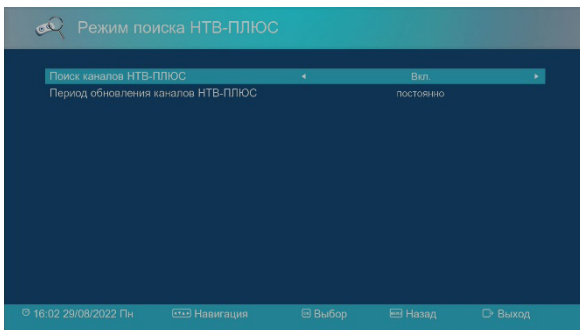 Режим поиска НТВ-ПЛЮС
Поиск каналов НТВ-ПЛЮС Вкл.
Период обновления каналов НТВ-ПЛЮС постоянно
16:02 29/08/2022 Пн Навигация Выбор Назад Выход